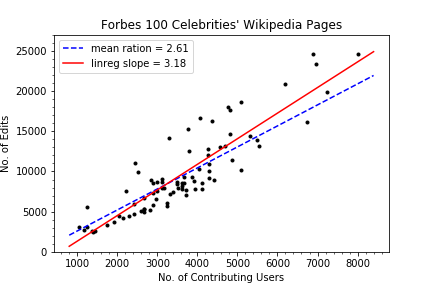 Forbes 100 Celebrities' Wikipedia Pages
mean ration = 2.61
linreg slope = 3.18
No. of Edits
25000
20000
15000
10000
5000
0
1000 2000 3000 4000 5000 6000 7000 8000
No. of Contributing Users